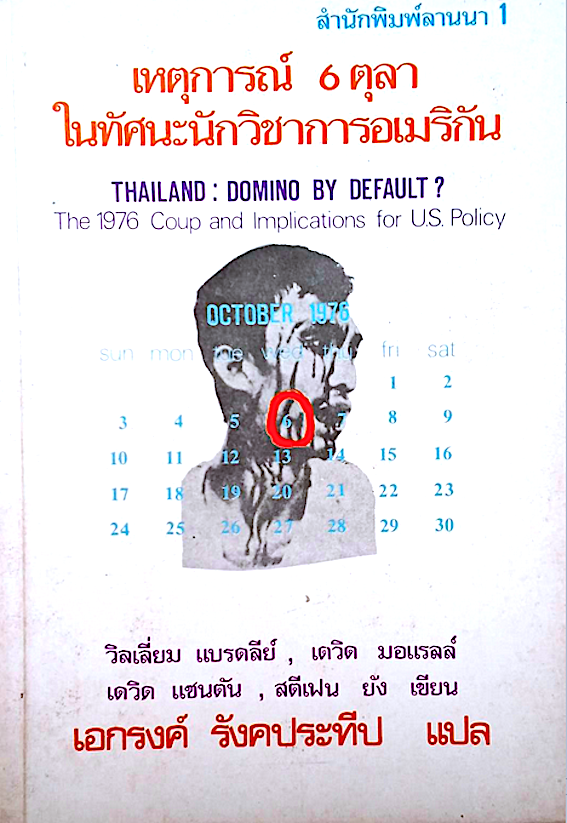 สำนักพิมพ์ลานนา 1
เหตุการณ์ 6 ตุลา
ในทัศนะนักวิชาการอเมริกัน
THAILAND : DOMINO BY DEFAULT ?
The 1976 Coup and Implications for U.S. Policy
OCTOBER 1976
sun mon tue wed thu fri sat
1 2
3 4 5 6 7 8 9
10 11 12 13 14 15 16
17 18 19 20 21 22 23
24 25 26 27 28 29 30
วิลเลี่ยม แบรดลีย์ , เดวิด มอแรลล์
เดวิด แซนตัน , สตีเฟน ยัง เขียน
เอกรงค์ รังคประทีป แปล